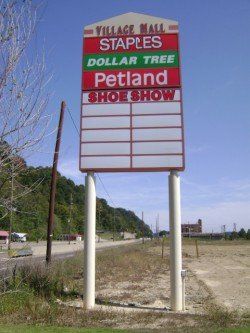 VILLAGE MALL
STAPLES
DOLLAR TREE
Petland
SHOE SHOW